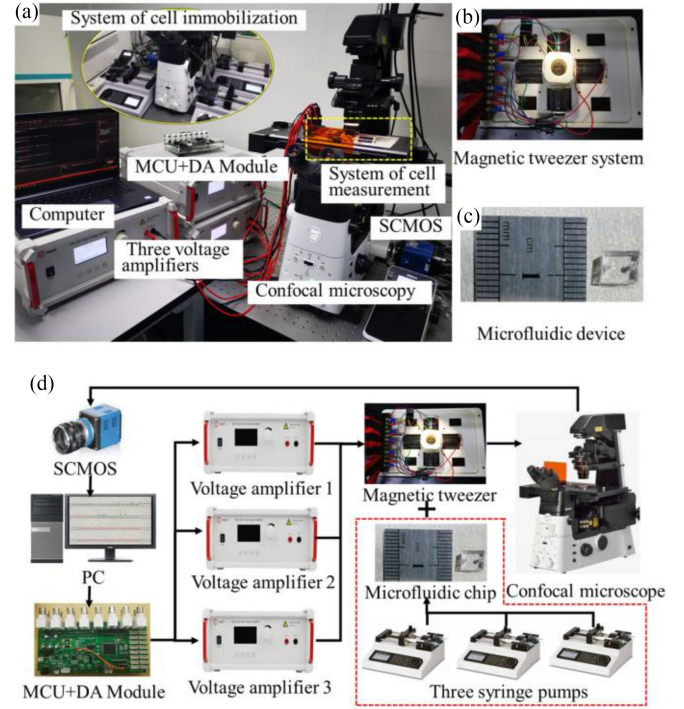 (a)
System of cell immobilization
MCU+DA Module
System of cell
measurement
Computer
SCMOS
Three voltage
amplifiers
Confocal microscopy
(b)
Magnetic tweezer system
(c)
mm
cm
Microfluidic device
(d)
SCMOS
Voltage amplifier 1
Magnetic tweezer
+
PC
Voltage amplifier 2
Microfluidic chip
Confocal microscope
MCU+DA Module
Voltage amplifier 3
Three syringe pumps